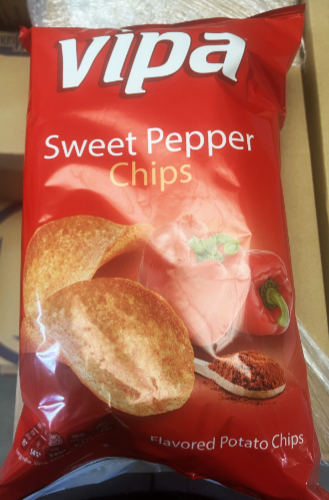 vipa
Sweet Pepper
Chips
Flavored Potato Chips